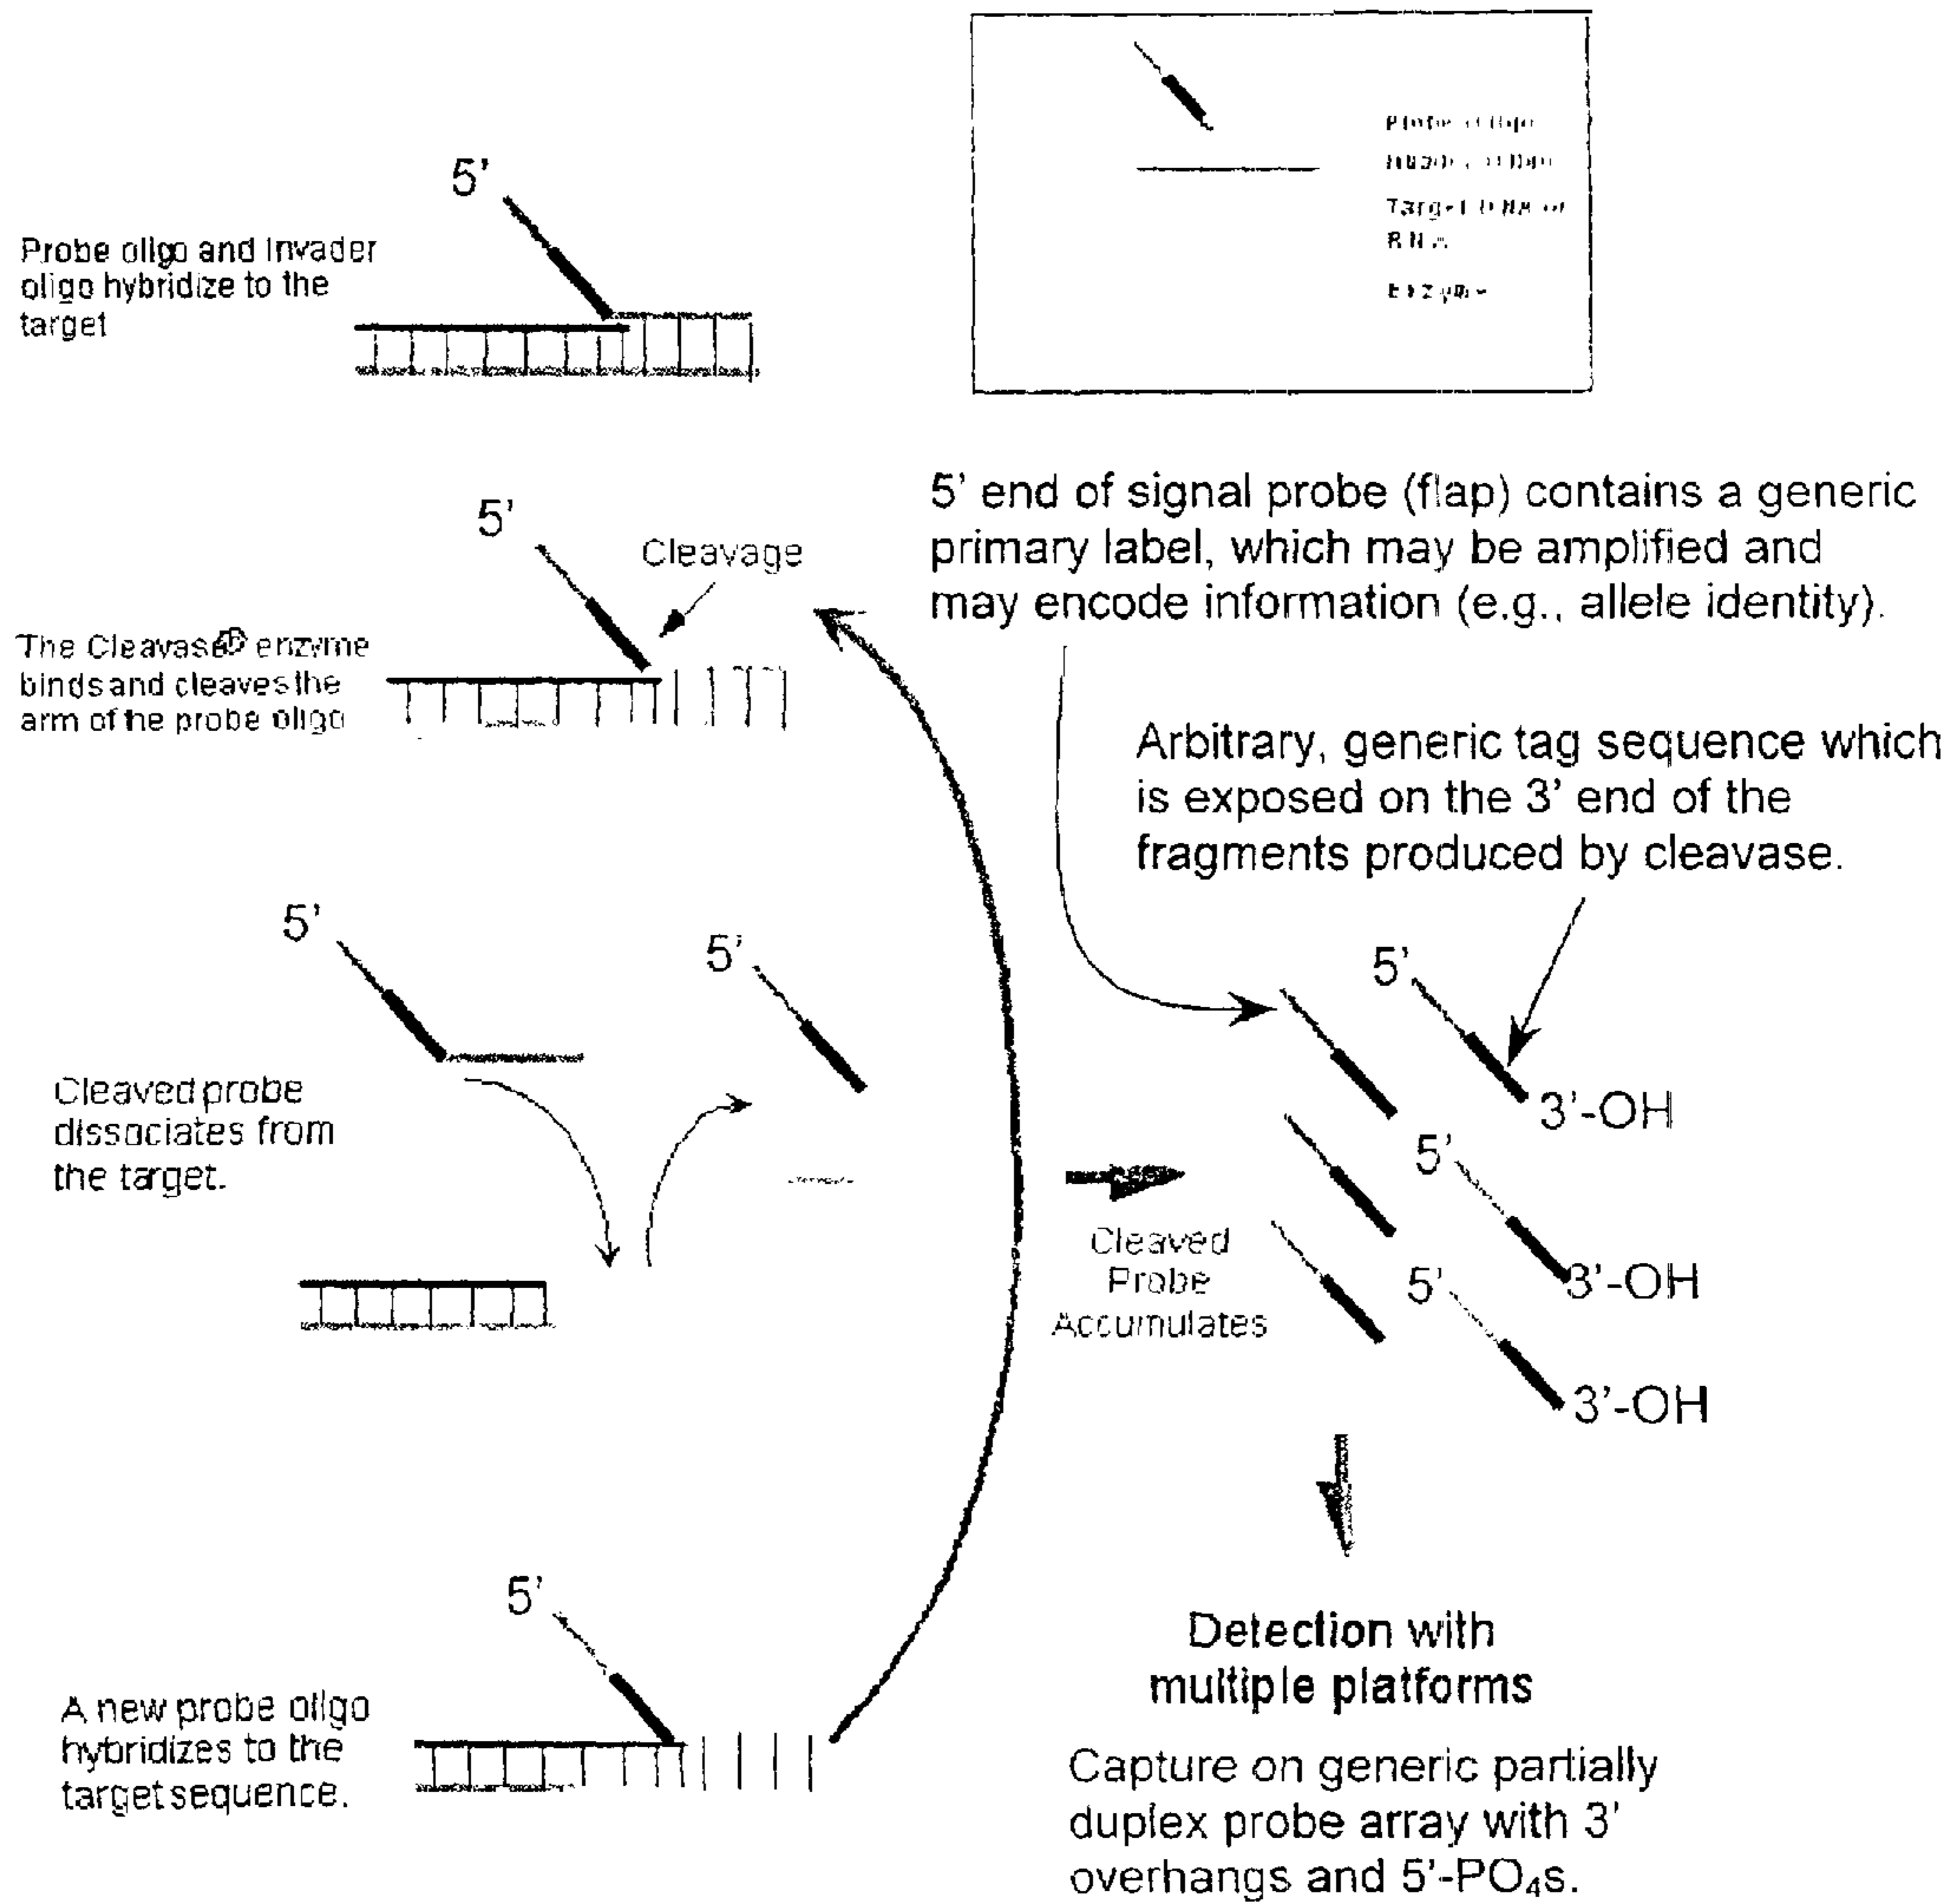 5'
Probe oligo and Invader
oligo hybridize to the
target
Target DNA or
RNA
Enzyme
5'
Cleavage
The Cleavase® enzyme
binds and cleaves the
arm of the probe oligo
5' end of signal probe (flap) contains a generic
primary label, which may be amplified and
may encode information (e.g., allele identity).
Arbitrary, generic tag sequence which
is exposed on the 3' end of the
fragments produced by cleavase.
5'
5'
Cleaved probe
dissociates from
the target.
Cleaved
Probe
Accumulates
5'
3'-OH
5'
3'-OH
5'
3'-OH
5'
A new probe oligo
hybridizes to the
target sequence.
Detection with
multiple platforms
Capture on generic partially
duplex probe array with 3'
overhangs and 5'-PO₄s.